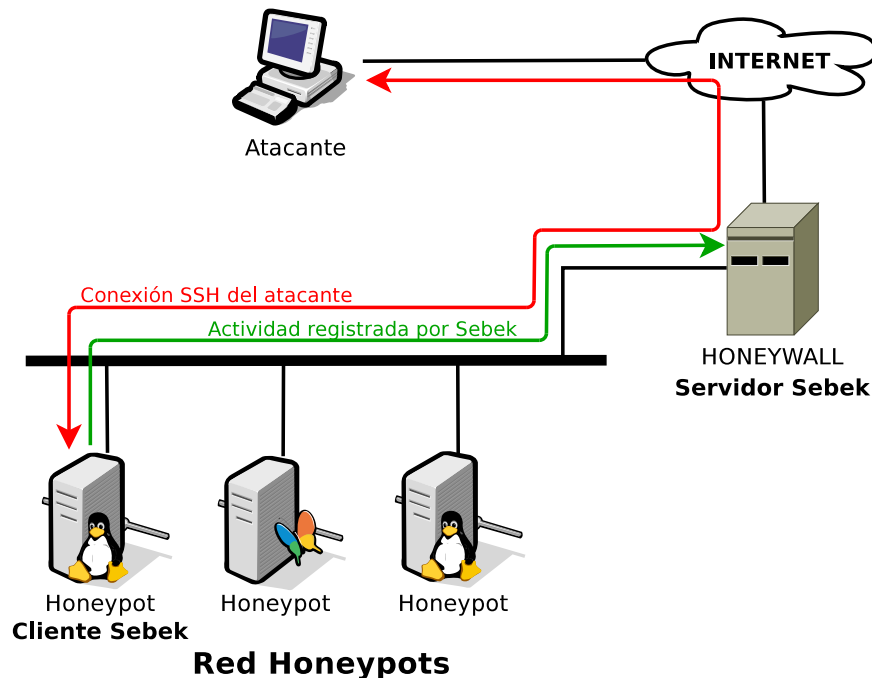 INTERNET
Atacante
Conexión SSH del atacante
Actividad registrada por Sebek
HONEYWALL
Servidor Sebek
Honeypot
Cliente Sebek
Honeypot
Honeypot
Red Honeypots